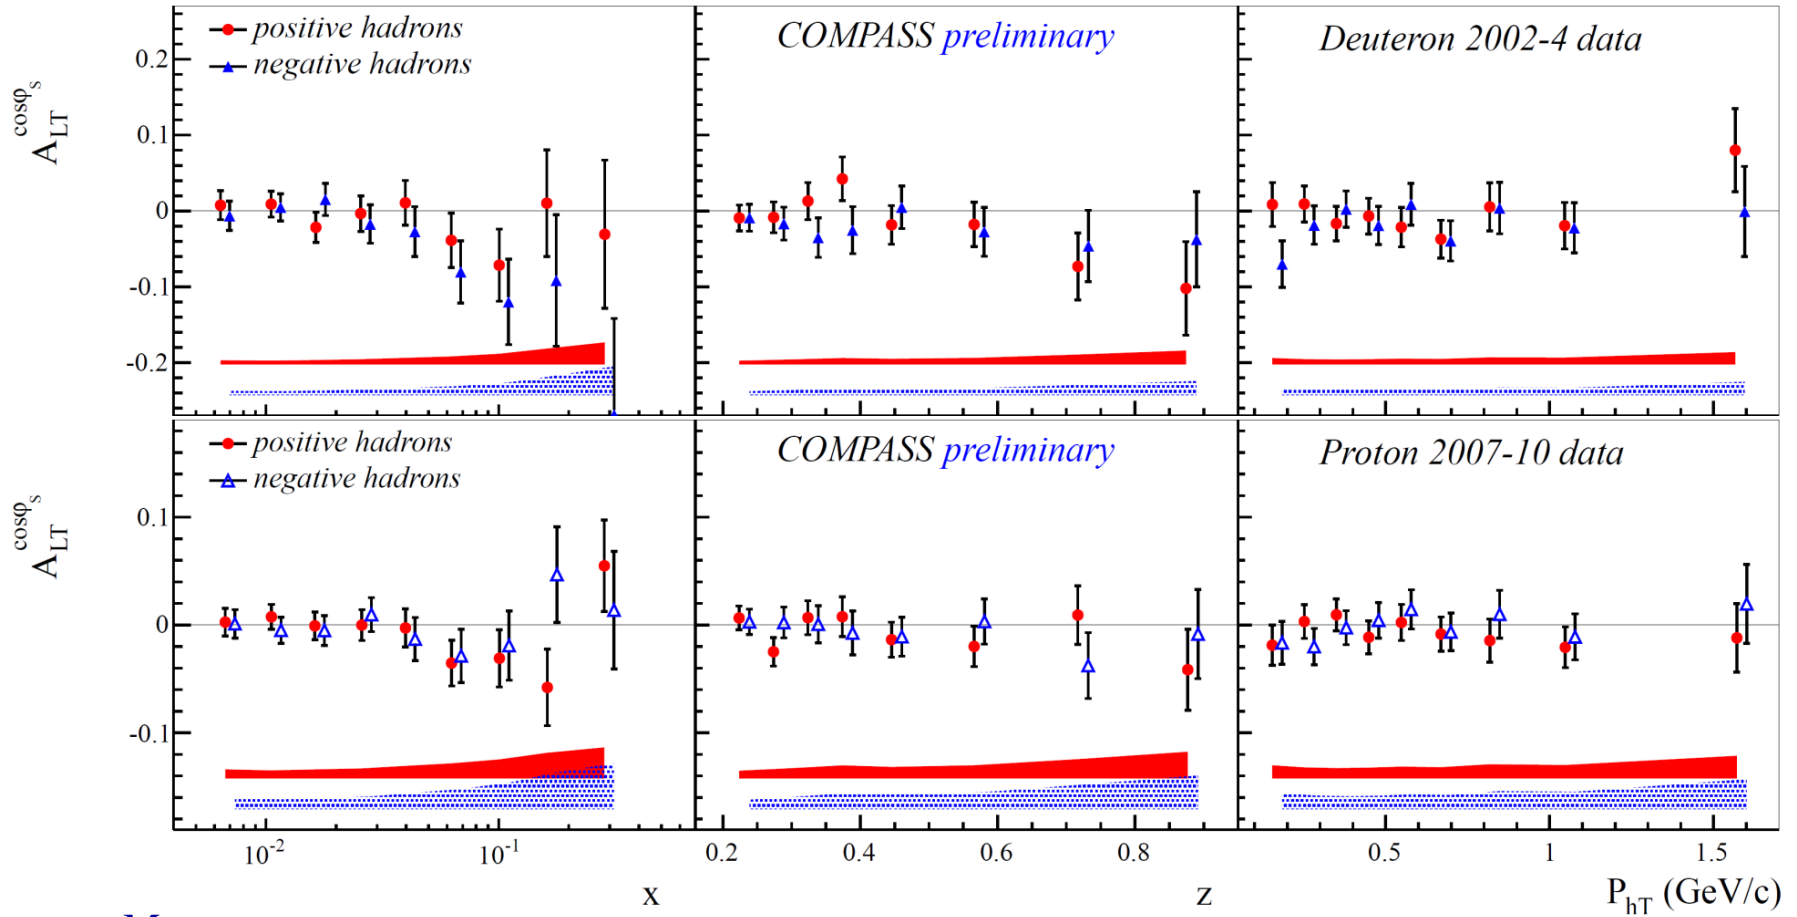 positive hadrons
negative hadrons
COMPASS preliminary
Deuteron 2002-4 data
A_LT^cosφ_s
0.2
0.1
0
-0.1
-0.2
positive hadrons
negative hadrons
COMPASS preliminary
Proton 2007-10 data
A_LT^cosφ_s
0.1
0
-0.1
10^-2 10^-1
0.2 0.4 0.6 0.8
0.5 1 1.5
x
z
P_hT (GeV/c)